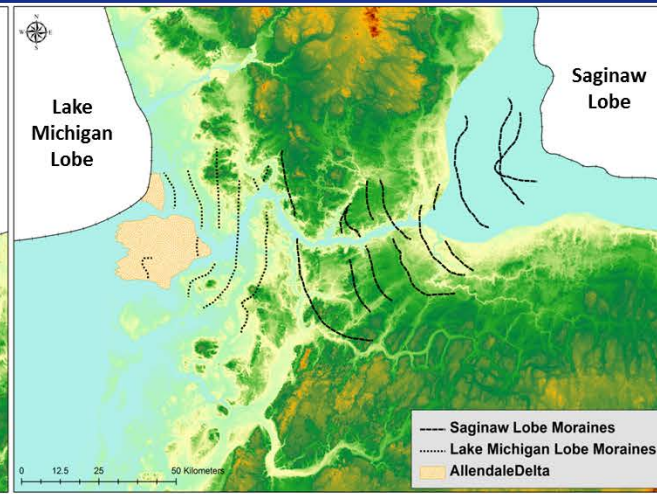 N
W E
S
Lake
Michigan
Lobe
Saginaw
Lobe
Saginaw Lobe Moraines
Lake Michigan Lobe Moraines
AllendaleDelta
0 12.5 25 50 Kilometers